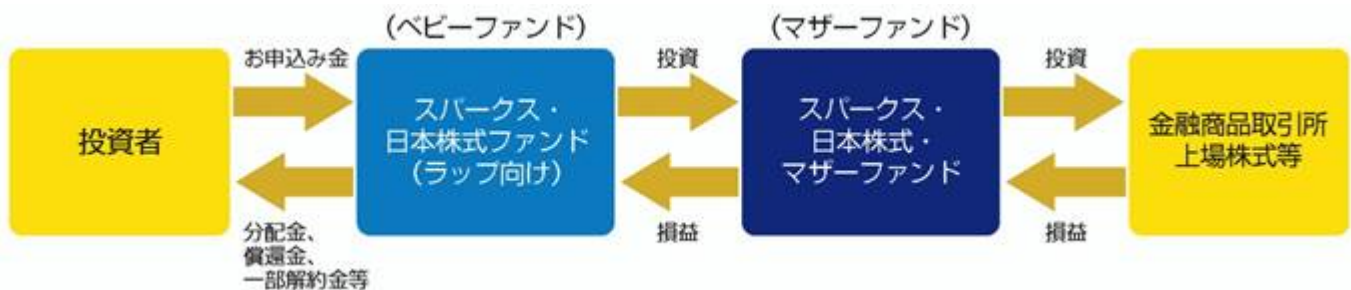 (ベビーファンド)
(マザーファンド)
お申込み金
投資
投資
投資者
スパークス・
日本株式ファンド
(ラップ向け)
スパークス・
日本株式・
マザーファンド
金融商品取引所
上場株式等
分配金、
償還金、
一部解約金等
損益
損益